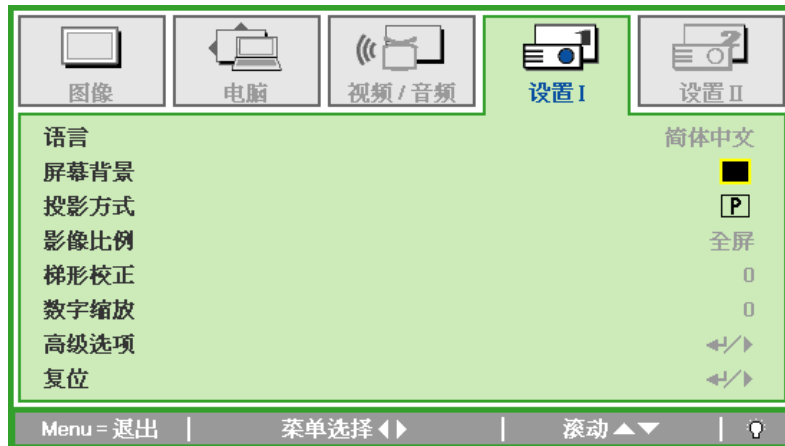 图像
电脑
视频 / 音频
设置 I
设置 II
语言 简体中文
屏幕背景
投影方式 P
影像比例 全屏
梯形校正 0
数字缩放 0
高级选项
复位
Menu = 退出 菜单选择 滚动